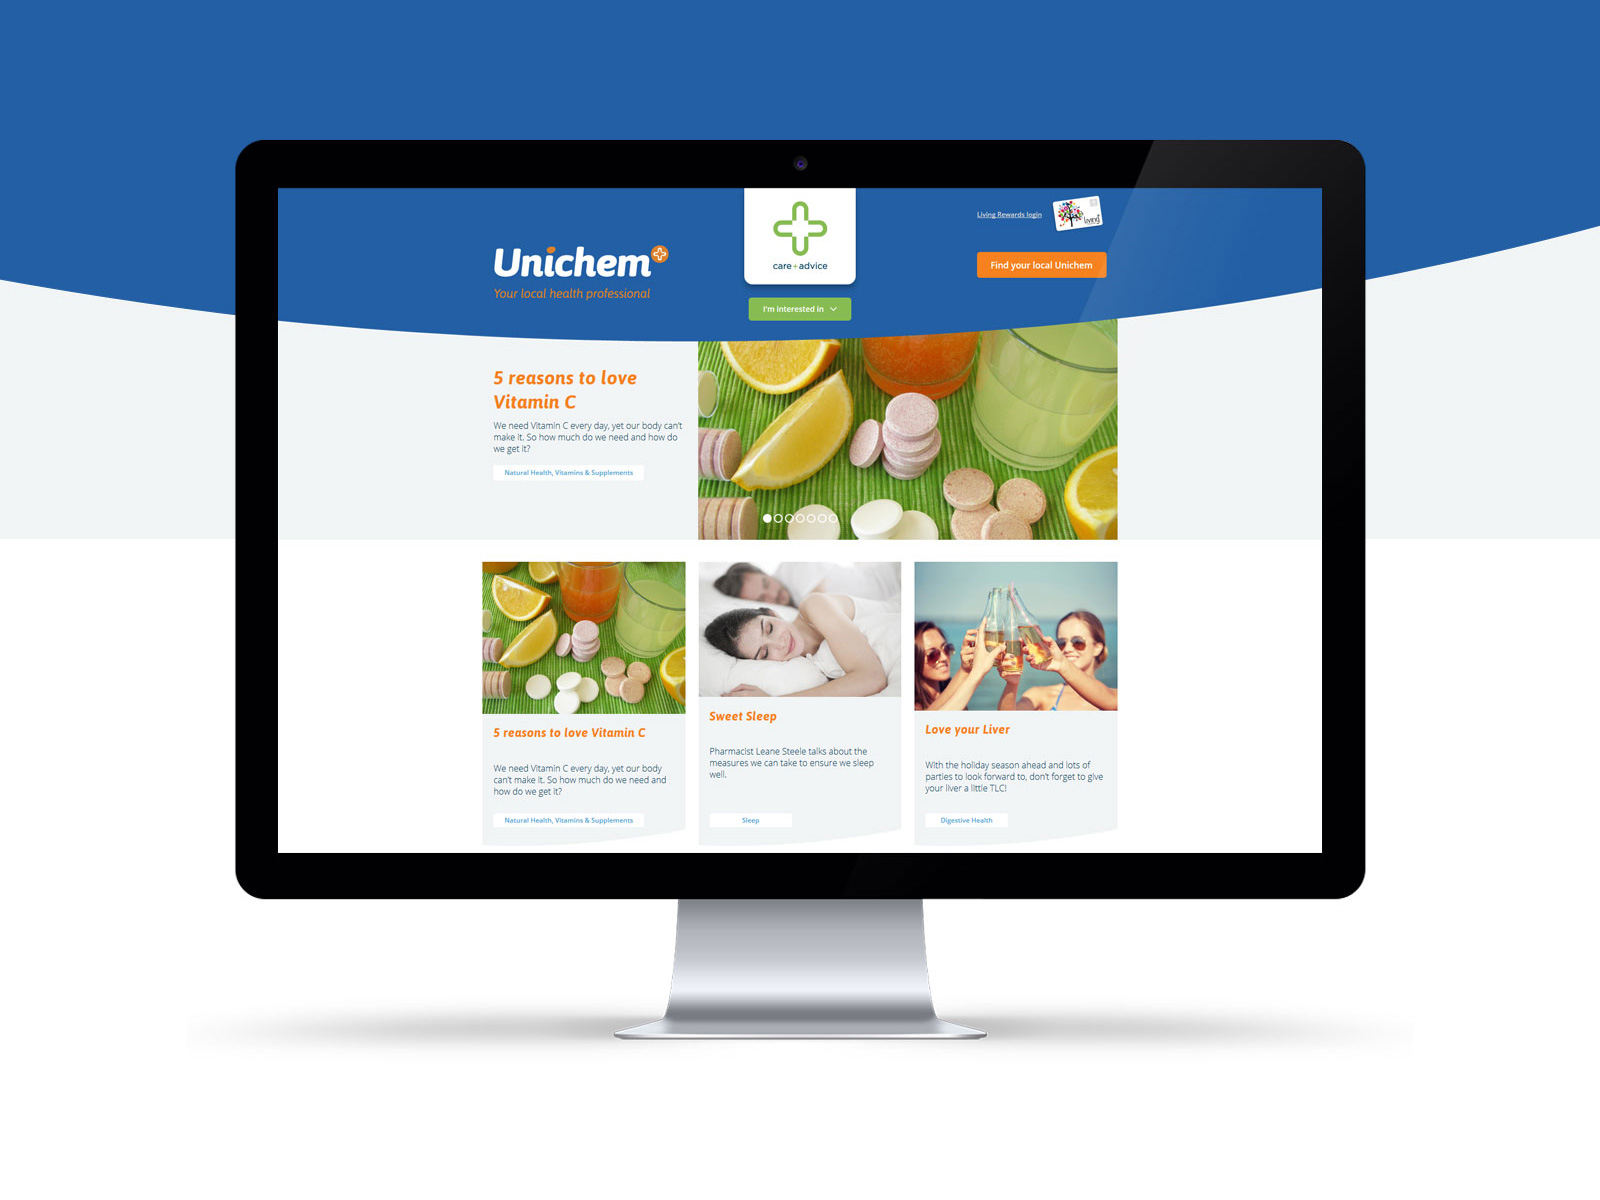 Living Rewards login
living
Unichem
Your local health professional
care+advice
Find your local Unichem
I'm interested in
5 reasons to love
Vitamin C
We need Vitamin C every day, yet our body can't
make it. So how much do we need and how do
we get it?
Natural Health, Vitamins & Supplements
5 reasons to love Vitamin C
We need Vitamin C every day, yet our body
can't make it. So how much do we need and
how do we get it?
Natural Health, Vitamins & Supplements
Sweet Sleep
Pharmacist Leane Steele talks about the
measures we can take to ensure we sleep
well.
Sleep
Love your Liver
With the holiday season ahead and lots of
parties to look forward to, don't forget to give
your liver a little TLC!
Digestive Health